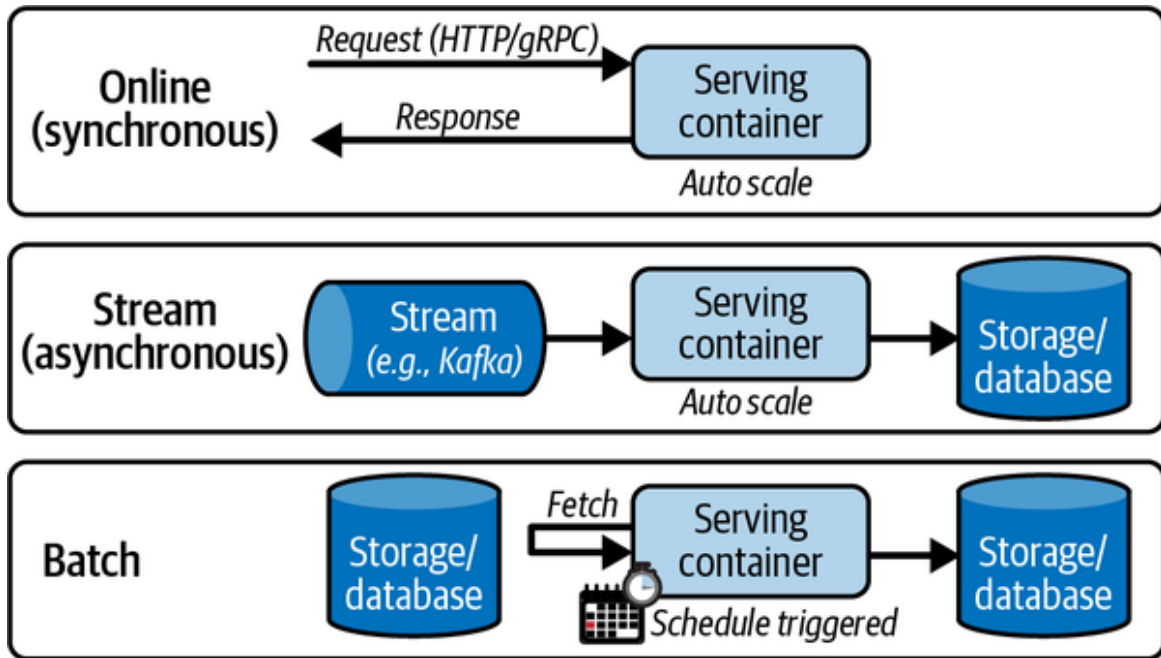 Online
(synchronous)
Request (HTTP/gRPC)
Response
Serving
container
Auto scale
Stream
(asynchronous)
Stream
(e.g., Kafka)
Serving
container
Auto scale
Storage/
database
Batch
Storage/
database
Fetch
Serving
container
Schedule triggered
Storage/
database